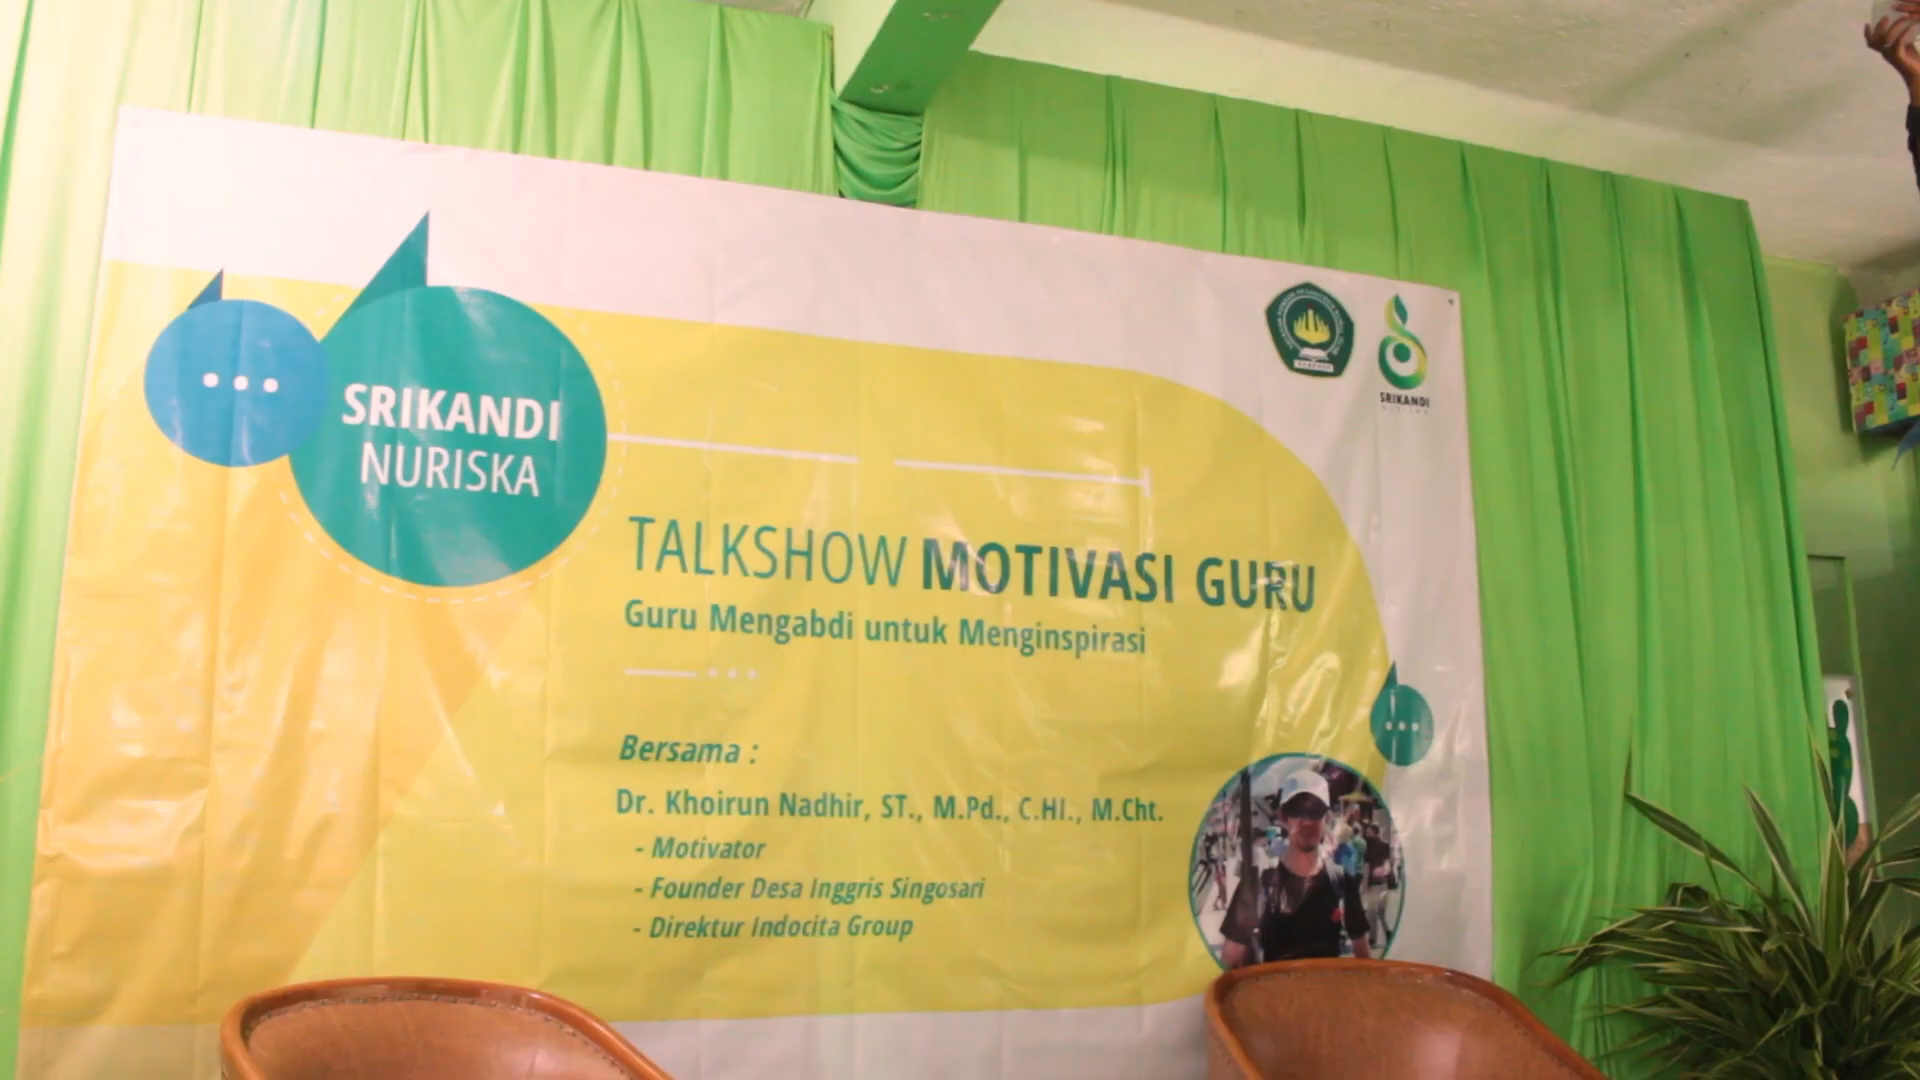 SRIKANDI
NURISKA
SRIKANDI
TALKSHOW MOTIVASI GURU
Guru Mengabdi untuk Menginspirasi
Bersama :
Dr. Khoirun Nadhir, ST., M.Pd., C.HI., M.Cht.
- Motivator
- Founder Desa Inggris Singosari
- Direktur Indocita Group